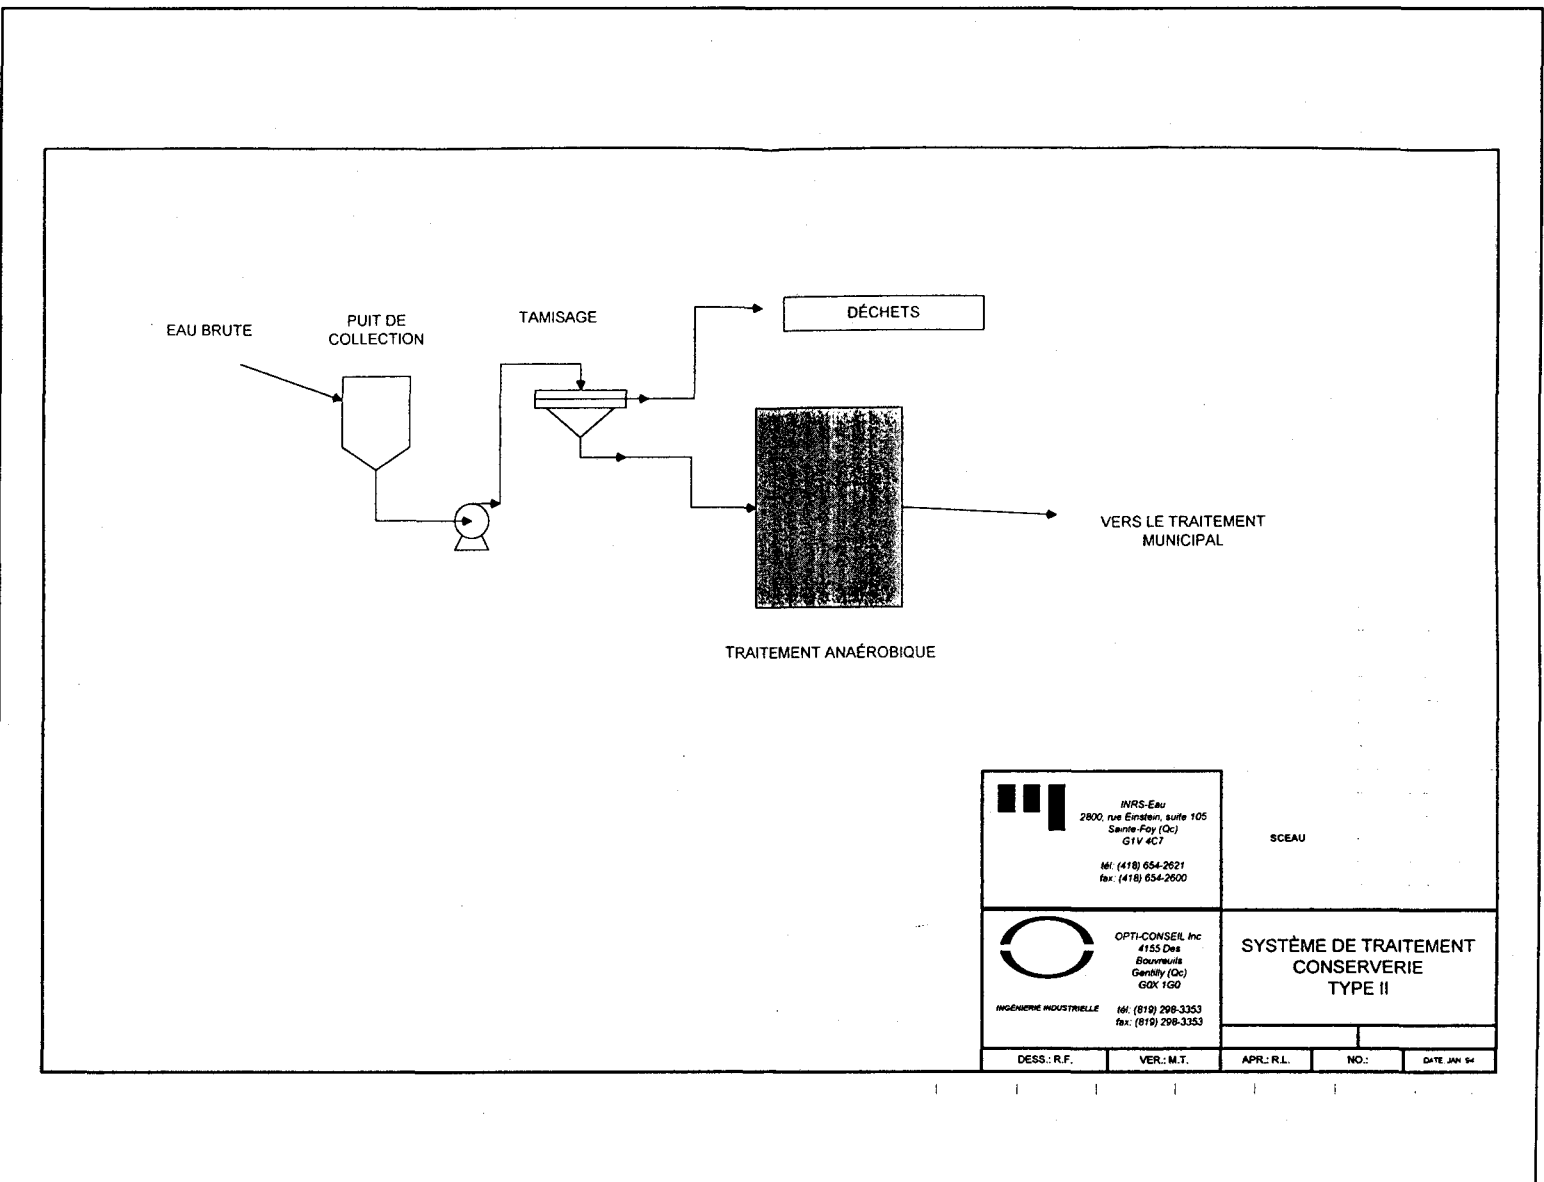 EAU BRUTE
PUIT DE
COLLECTION
TAMISAGE
DÉCHETS
VERS LE TRAITEMENT
MUNICIPAL
TRAITEMENT ANAÉROBIQUE
INRS-Eau
2800, rue Einstein, suite 105
Sainte-Foy (Qc)
G1V 4C7
tél: (418) 654-2621
fax: (418) 654-2600
SCEAU
OPTI-CONSEIL Inc
4155 Des
Bouvreuils
Gentilly (Qc)
G0X 1G0
INGÉNIERIE INDUSTRIELLE
tél: (819) 298-3353
fax: (819) 298-3353
SYSTÈME DE TRAITEMENT
CONSERVERIE
TYPE II
DESS.: R.F.
VER.: M.T.
APR.: R.L.
NO.:
DATE JAN 94